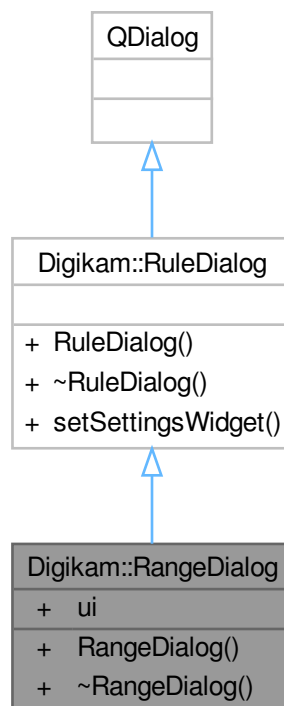 QDialog
Digikam::RuleDialog
+ RuleDialog()
+ ~RuleDialog()
+ setSettingsWidget()
Digikam::RangeDialog
+ ui
+ RangeDialog()
+ ~RangeDialog()